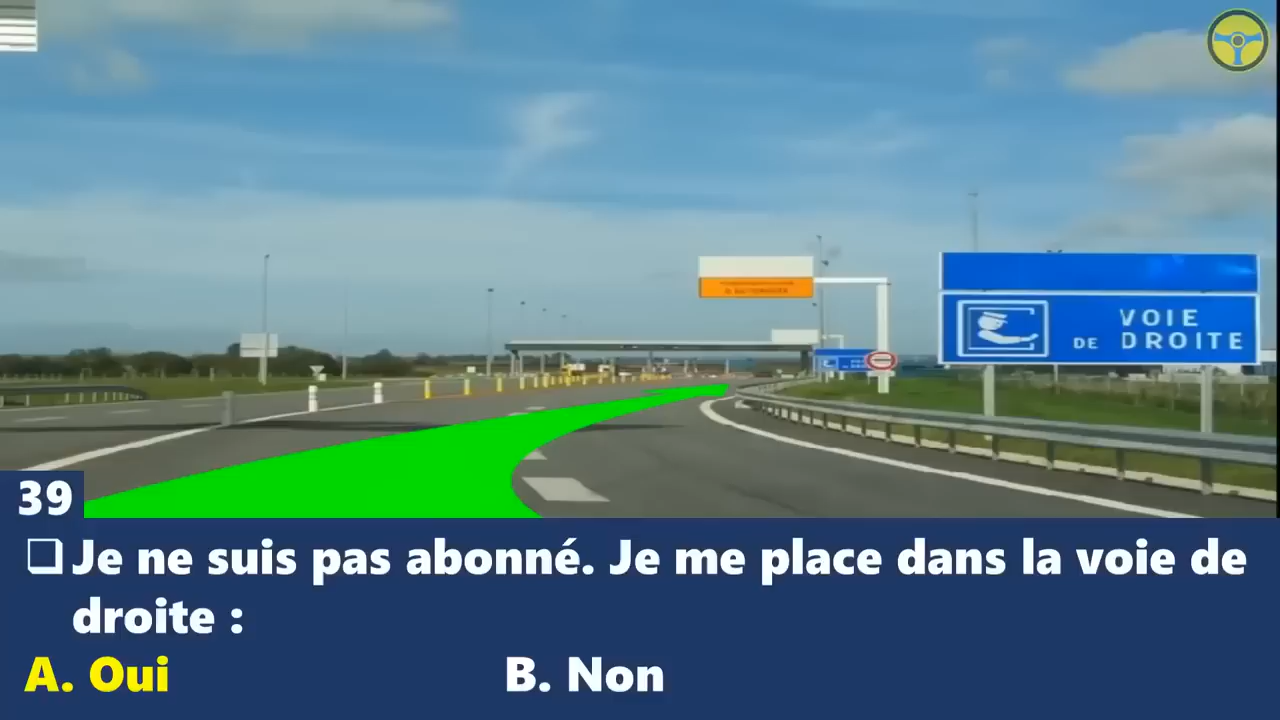 VOIE
DE DROITE
39
❑ Je ne suis pas abonné. Je me place dans la voie de
droite :
A. Oui
B. Non